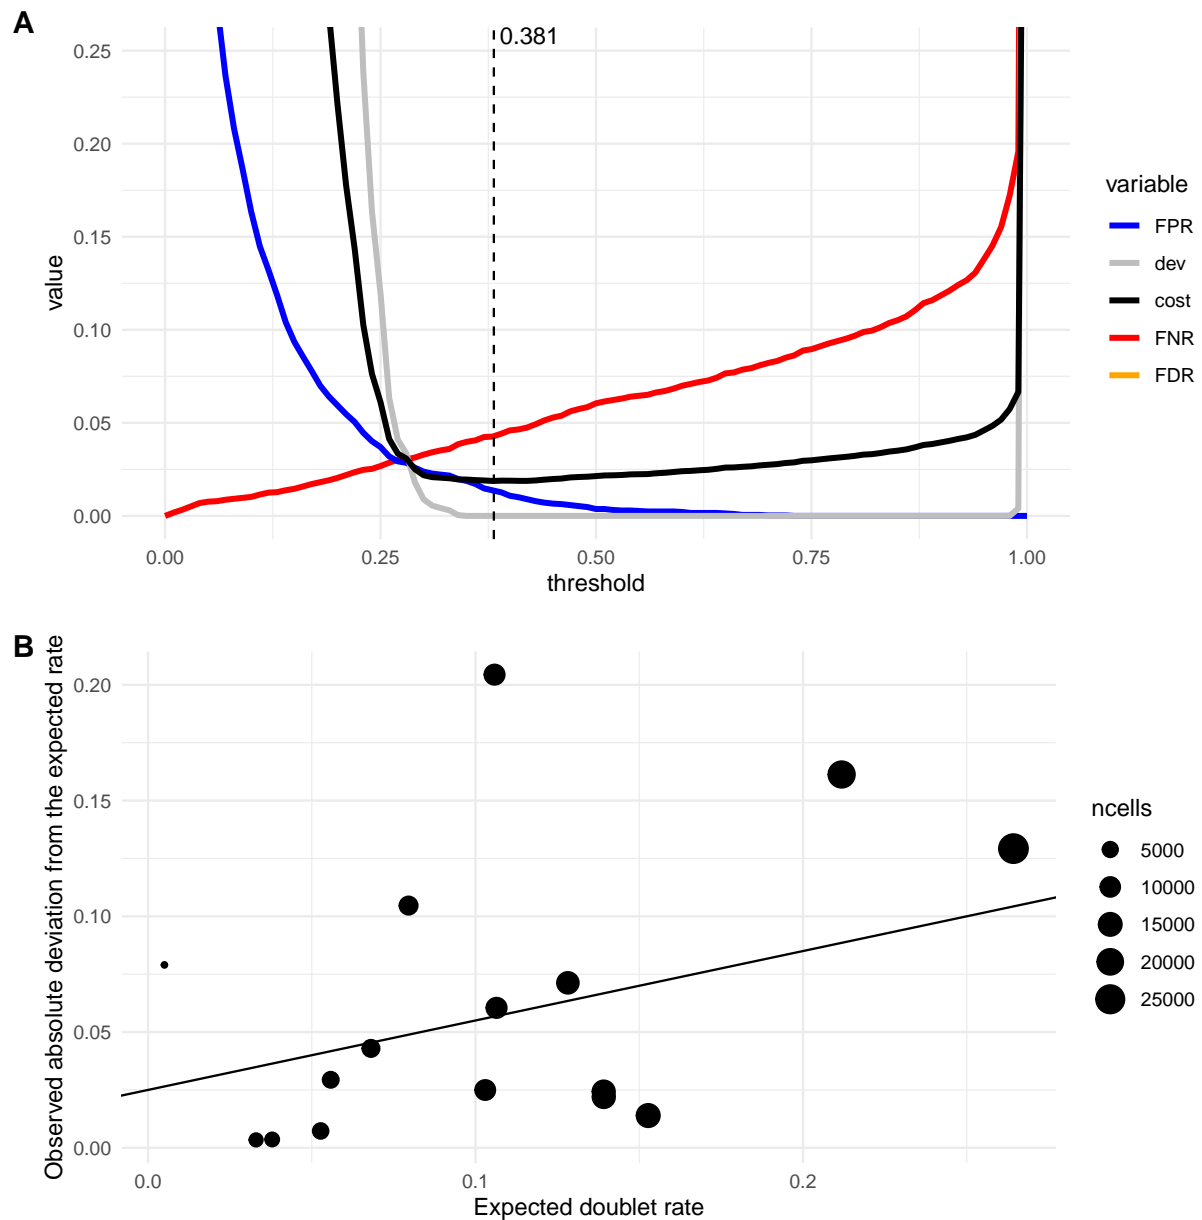 A
0.381
value
0.25
0.20
0.15
0.10
0.05
0.00
0.00
0.25
0.50
0.75
1.00
threshold
variable
FPR
dev
cost
FNR
FDR
B
Observed absolute deviation from the expected rate
0.20
0.15
0.10
0.05
0.00
0.0
0.1
0.2
Expected doublet rate
ncells
5000
10000
15000
20000
25000